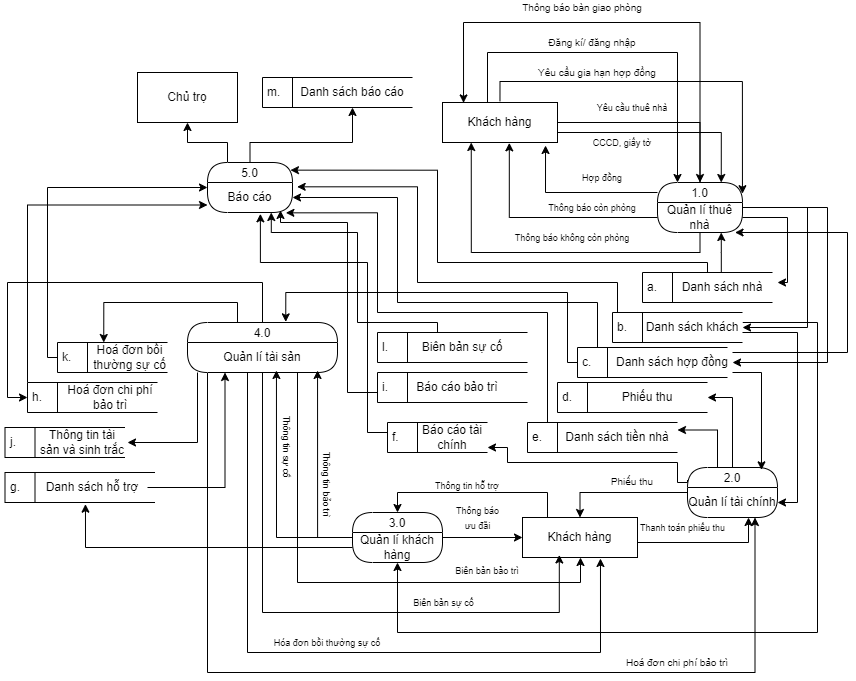 Thông báo bàn giao phòng
Đăng kí/ đăng nhập
Yêu cầu gia hạn hợp đồng
Chủ trọ
m.
Danh sách báo cáo
Khách hàng
Yêu cầu thuê nhà
CCCD, giấy tờ
5.0
Báo cáo
Hợp đồng
1.0
Quản lí thuê
nhà
Thông báo còn phòng
Thông báo không còn phòng
a.
Danh sách nhà
b.
Danh sách khách
4.0
Quản lí tài sản
k.
Hoá đơn bồi
thường sự cố
l.
Biên bản sự cố
c.
Danh sách hợp đồng
h.
Hoá đơn chi phí
bảo trì
i.
Báo cáo bảo trì
d.
Phiếu thu
j.
Thông tin tài
sản và sinh trắc
f.
Báo cáo tài
chính
e.
Danh sách tiền nhà
Thông tin sự cố
Thông tin bảo trì
g.
Danh sách hỗ trợ
Thông tin hỗ trợ
Phiếu thu
2.0
Quản lí tài chính
3.0
Quản lí khách
hàng
Thông báo
ưu đãi
Khách hàng
Thanh toán phiếu thu
Biên bản bảo trì
Biên bản sự cố
Hóa đơn bồi thường sự cố
Hoá đơn chi phí bảo trì